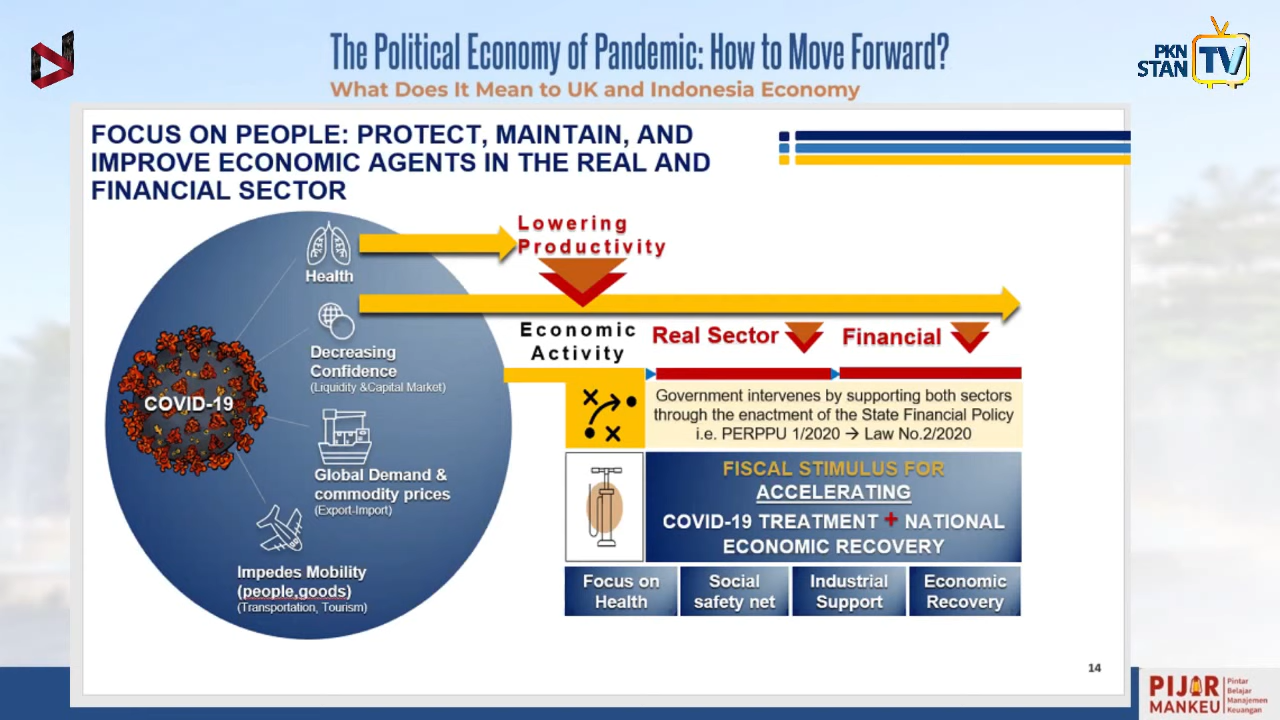 The Political Economy of Pandemic: How to Move Forward?
What Does It Mean to UK and Indonesia Economy
PKN
STAN
TV
FOCUS ON PEOPLE: PROTECT, MAINTAIN, AND
IMPROVE ECONOMIC AGENTS IN THE REAL AND
FINANCIAL SECTOR
Health
Decreasing
Confidence
(Liquidity &Capital Market)
COVID-19
Global Demand &
commodity prices
(Export-Import)
Impedes Mobility
(people,goods)
(Transportation, Tourism)
Lowering
Productivity
Economic
Activity
Real Sector
Financial
Government intervenes by supporting both sectors
through the enactment of the State Financial Policy
i.e. PERPPU 1/2020 → Law No.2/2020
FISCAL STIMULUS FOR
ACCELERATING
COVID-19 TREATMENT + NATIONAL
ECONOMIC RECOVERY
Focus on
Health
Social
safety net
Industrial
Support
Economic
Recovery
14
PIJAR
MANKEU
Pintar
Belajar
Manajemen
Keuangan